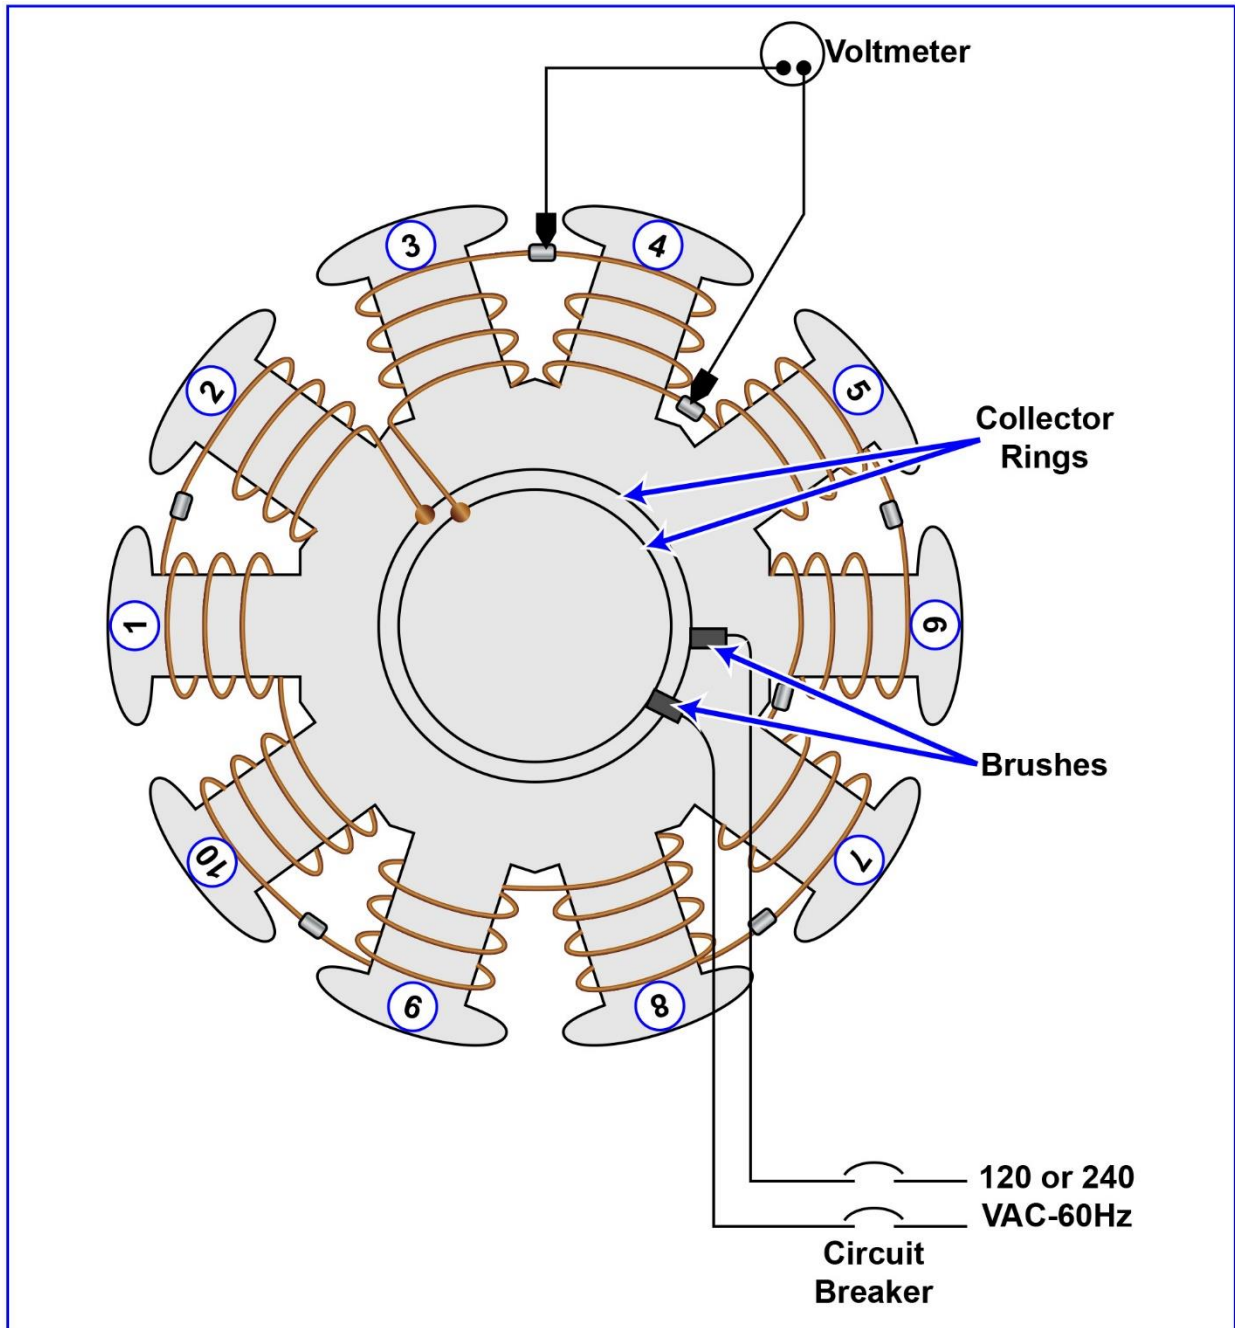 Voltmeter
3
4
2
5
Collector
Rings
1
6
Brushes
10
7
9
8
120 or 240
VAC-60Hz
Circuit
Breaker